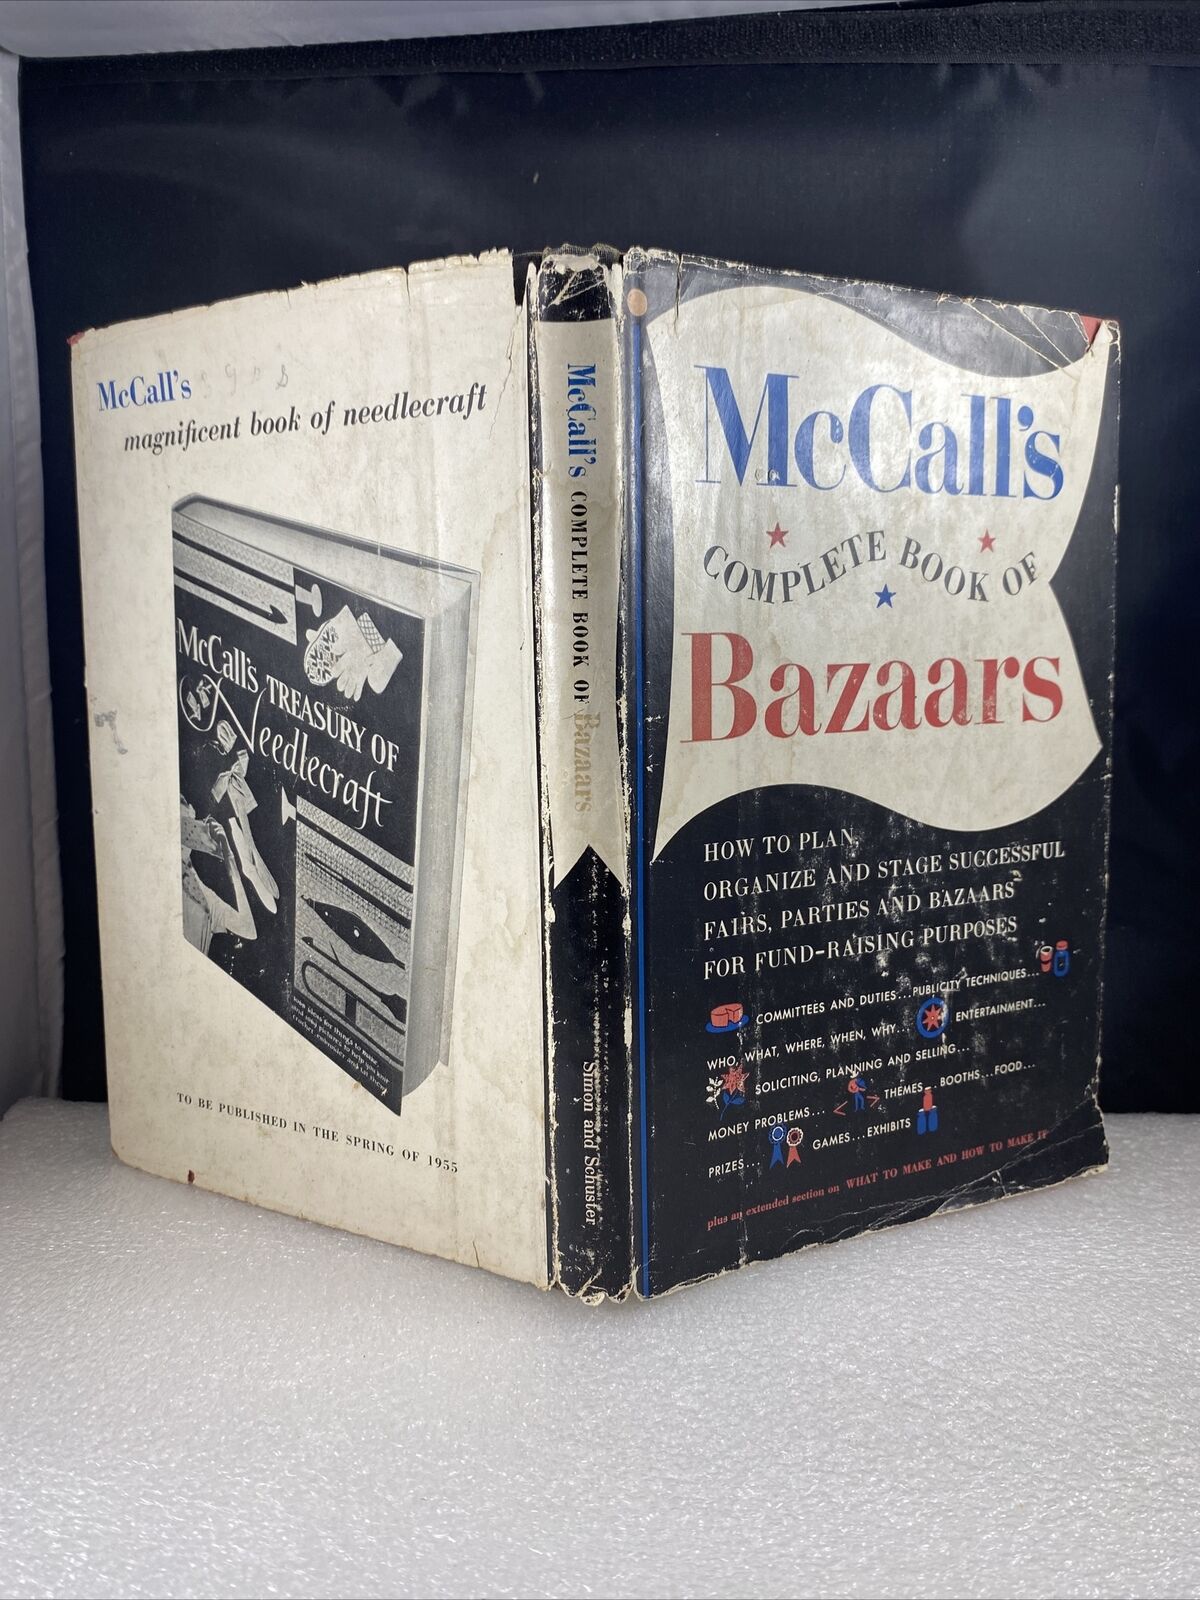 McCall's
magnificent book of needlecraft
McCall's
TREASURY OF
Needlecraft
TO BE PUBLISHED IN THE SPRING OF 1955
McCall's COMPLETE BOOK OF Bazaars
Simon and Schuster
McCall's
COMPLETE BOOK OF
Bazaars
HOW TO PLAN,
ORGANIZE AND STAGE SUCCESSFUL
FAIRS, PARTIES AND BAZAARS
FOR FUND-RAISING PURPOSES
COMMITTEES AND DUTIES...PUBLICITY TECHNIQUES...
WHO, WHAT, WHERE, WHEN, WHY... ENTERTAINMENT...
SOLICITING, PLANNING AND SELLING...
MONEY PROBLEMS... THEMES...BOOTHS...FOOD...
PRIZES... GAMES...EXHIBITS
plus an extended section on WHAT TO MAKE AND HOW TO MAKE IT